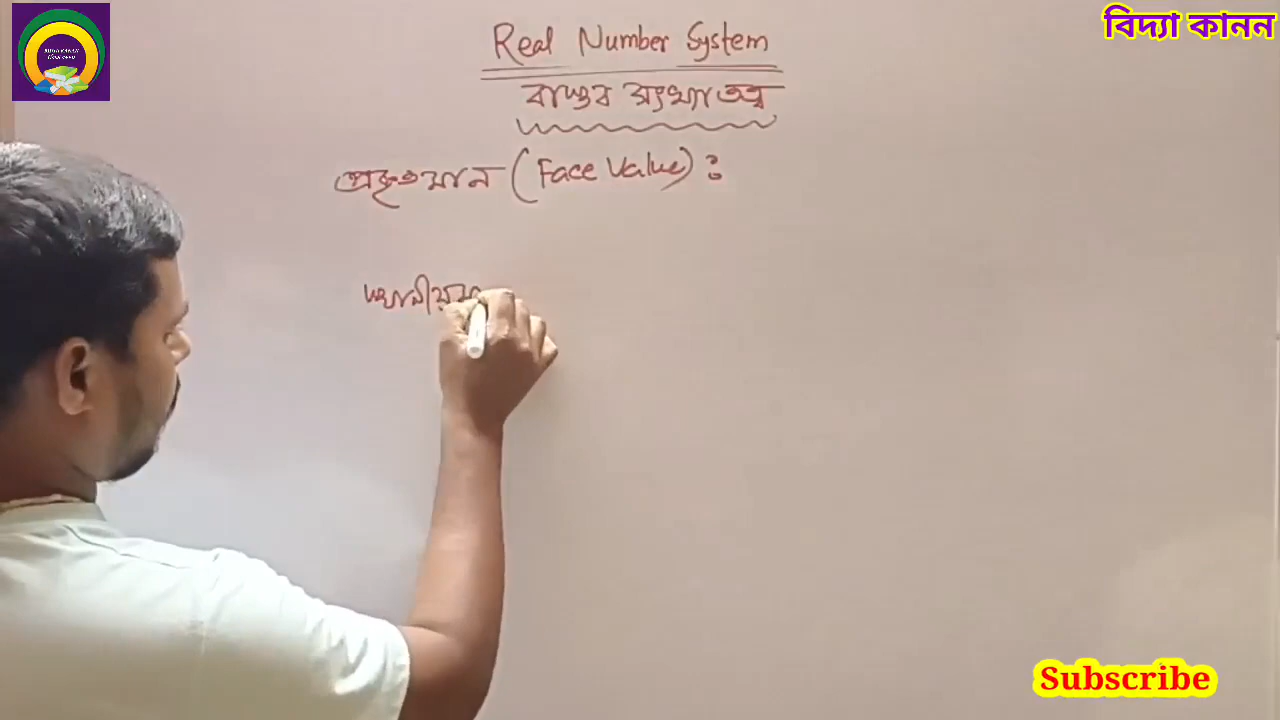 বিদ্যা কানন
Real Number System
বাস্তব সংখ্যা তত্ত্ব
প্রকৃতমান (Face Value) :
স্থানীয়
Subscribe